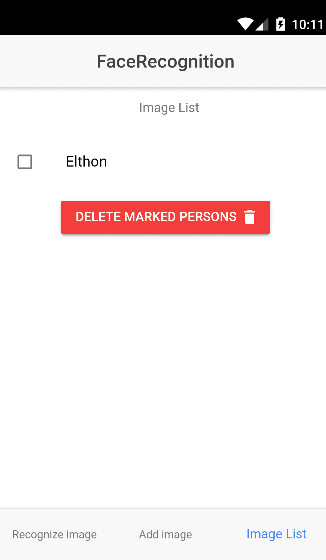 10:11
FaceRecognition
Image List
Elthon
DELETE MARKED PERSONS
Recognize image Add image Image List